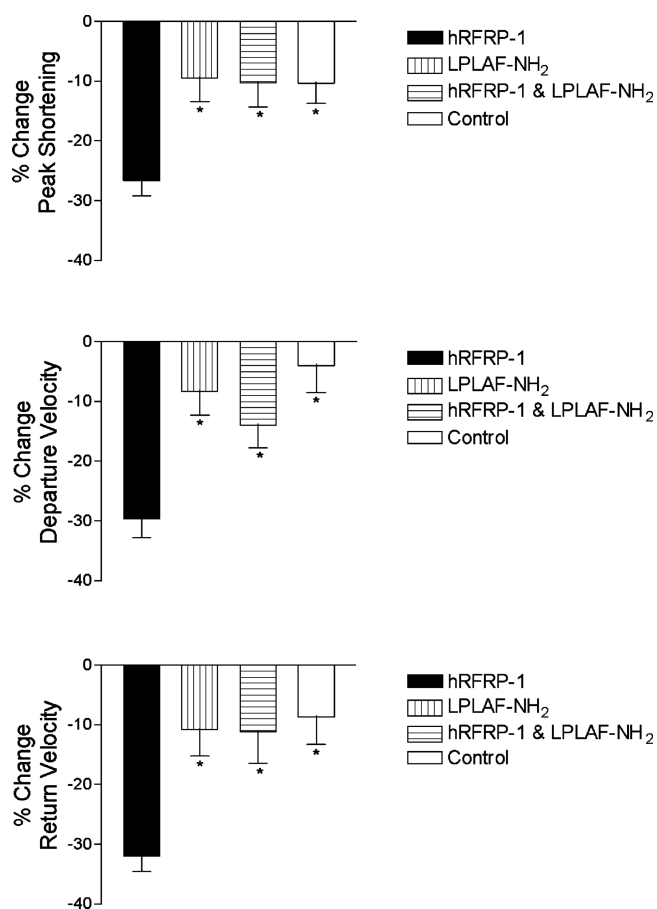 % Change
Peak Shortening
0
-10
-20
-30
-40
*
*
*
hRFRP-1
LPLAF-NH₂
hRFRP-1 & LPLAF-NH₂
Control
% Change
Departure Velocity
0
-10
-20
-30
-40
*
*
*
hRFRP-1
LPLAF-NH₂
hRFRP-1 & LPLAF-NH₂
Control
% Change
Return Velocity
0
-10
-20
-30
-40
*
*
*
hRFRP-1
LPLAF-NH₂
hRFRP-1 & LPLAF-NH₂
Control